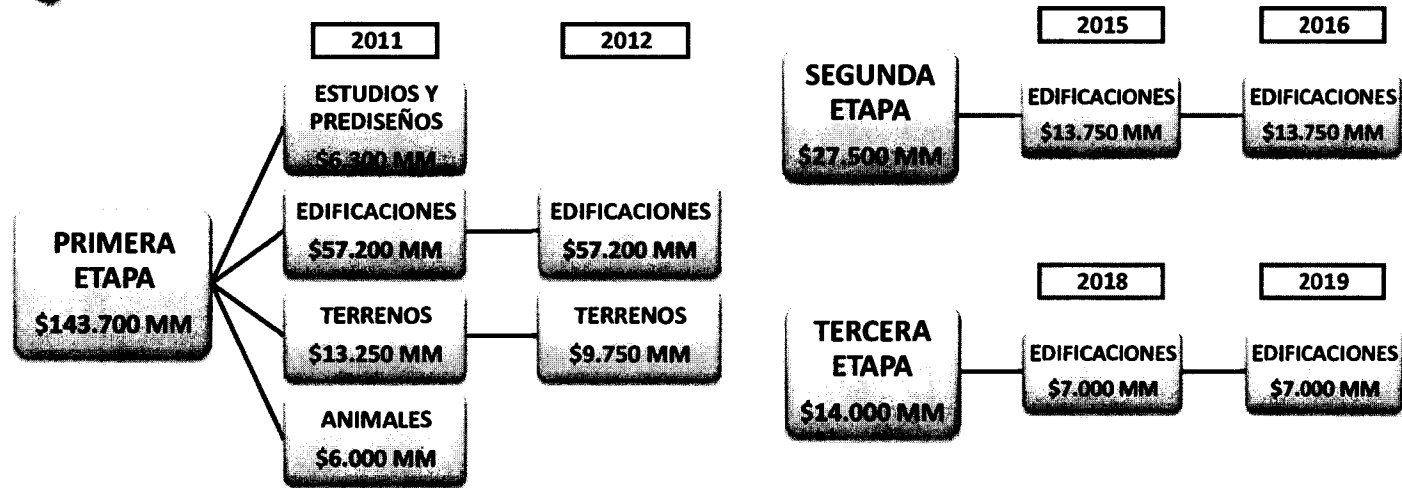 PRIMERA
ETAPA
$143.700 MM
2011
ESTUDIOS Y
PREDISEÑOS
$6.300 MM
EDIFICACIONES
$57.200 MM
TERRENOS
$13.250 MM
ANIMALES
$6.000 MM
2012
EDIFICACIONES
$57.200 MM
TERRENOS
$9.750 MM
SEGUNDA
ETAPA
$27.500 MM
2015
EDIFICACIONES
$13.750 MM
2016
EDIFICACIONES
$13.750 MM
TERCERA
ETAPA
$14.000 MM
2018
EDIFICACIONES
$7.000 MM
2019
EDIFICACIONES
$7.000 MM